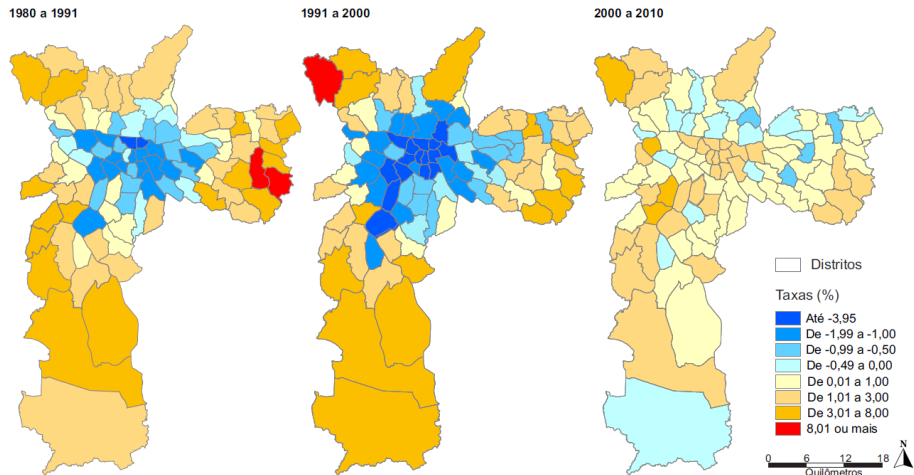 1980 a 1991
1991 a 2000
2000 a 2010
Distritos
Taxas (%)
Até -3,95
De -1,99 a -1,00
De -0,99 a -0,50
De -0,49 a 0,00
De 0,01 a 1,00
De 1,01 a 3,00
De 3,01 a 8,00
8,01 ou mais
N
0 6 12 18
Quilômetros